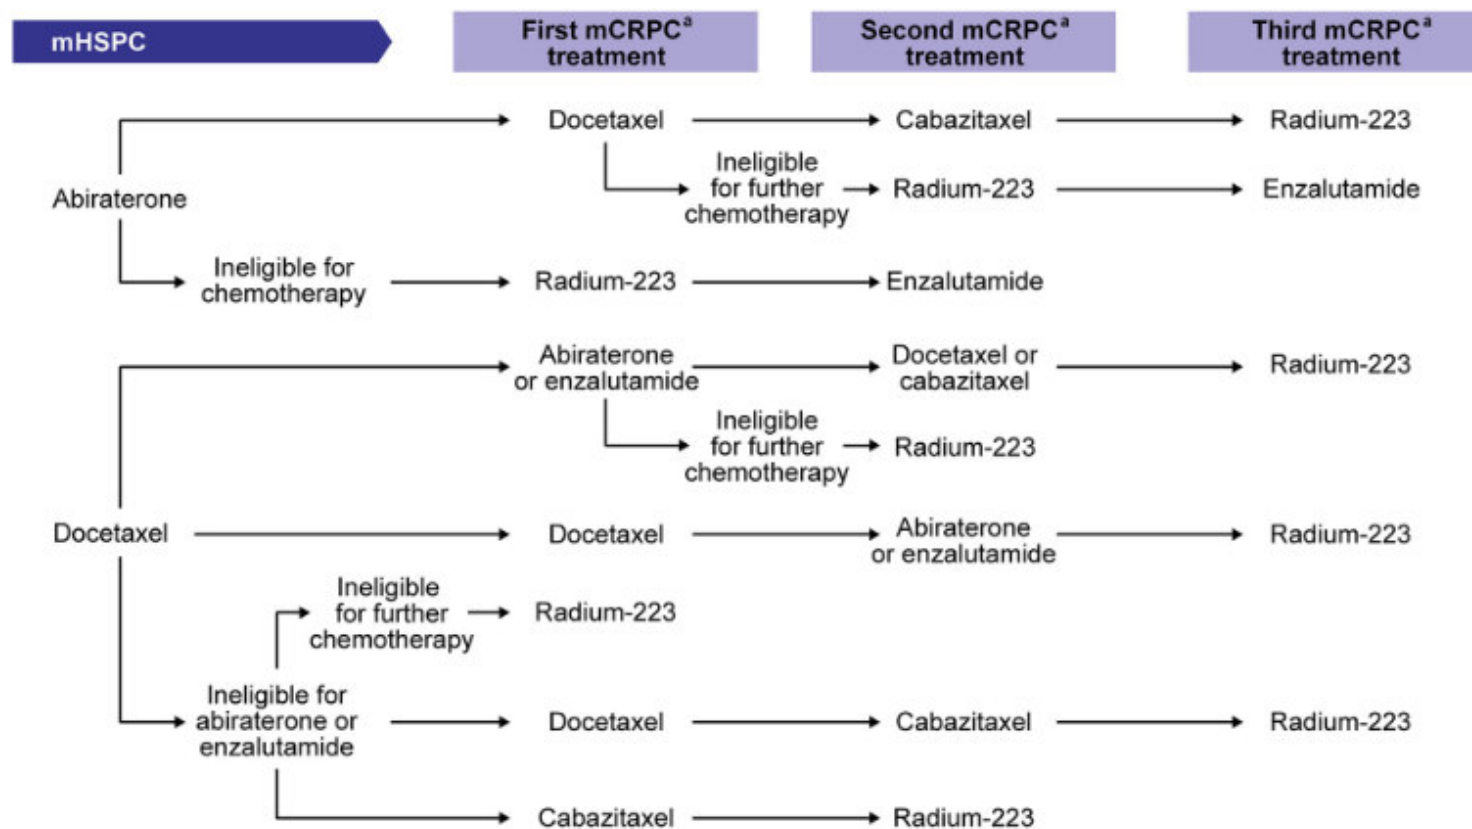 mHSPC
First mCRPCª
treatment
Second mCRPCª
treatment
Third mCRPCª
treatment
Docetaxel
Cabazitaxel
Radium-223
Abiraterone
Ineligible
for further
chemotherapy
Radium-223
Enzalutamide
Ineligible for
chemotherapy
Radium-223
Enzalutamide
Abiraterone
or enzalutamide
Docetaxel or
cabazitaxel
Radium-223
Ineligible
for further
chemotherapy
Radium-223
Docetaxel
Docetaxel
Abiraterone
or enzalutamide
Radium-223
Ineligible
for further
chemotherapy
Radium-223
Ineligible for
abiraterone or
enzalutamide
Docetaxel
Cabazitaxel
Radium-223
Cabazitaxel
Radium-223